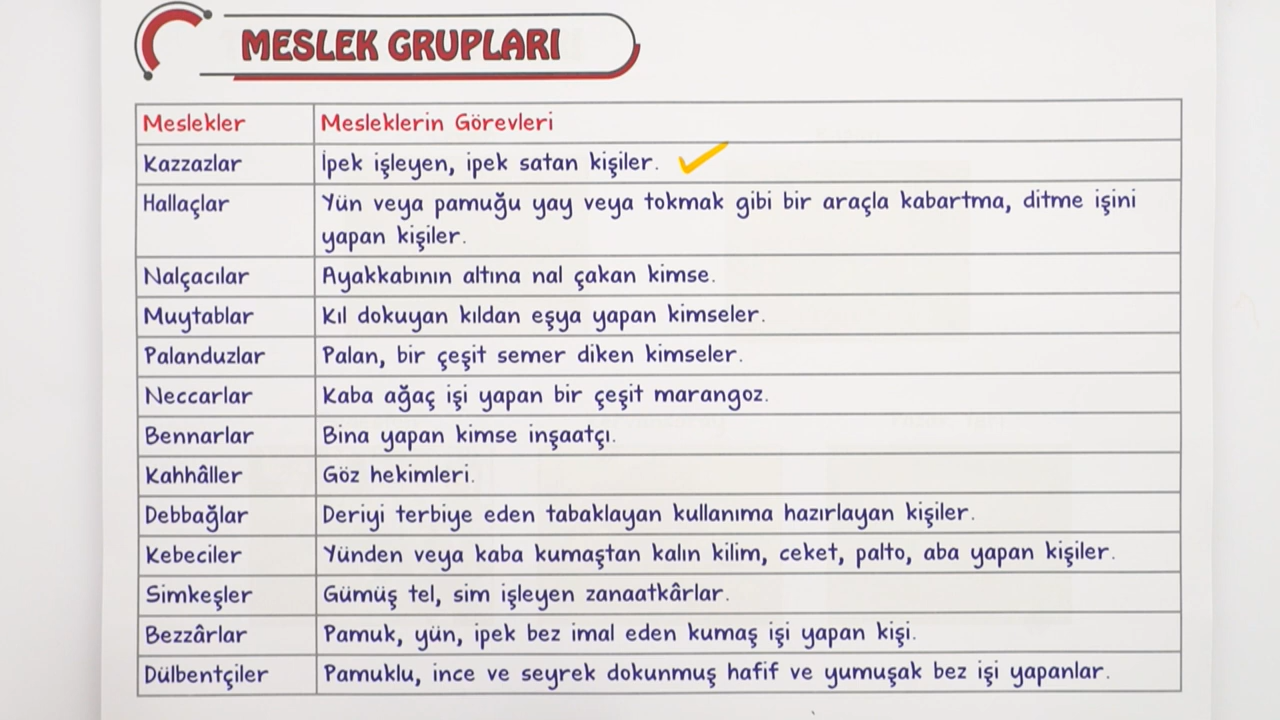 MESLEK GRUPLARI
Meslekler Mesleklerin Görevleri
Kazzazlar İpek işleyen, ipek satan kişiler.
Hallaçlar Yün veya pamuğu yay veya tokmak gibi bir araçla kabartma, ditme işini
yapan kişiler.
Nalçacılar Ayakkabının altına nal çakan kimse.
Muytablar Kıl dokuyan kıldan eşya yapan kimseler.
Palanduzlar Palan, bir çeşit semer diken kimseler.
Neccarlar Kaba ağaç işi yapan bir çeşit marangoz.
Bennarlar Bina yapan kimse inşaatçı.
Kahhâller Göz hekimleri.
Debbağlar Deriyi terbiye eden tabaklayan kullanıma hazırlayan kişiler.
Kebeciler Yünden veya kaba kumaştan kalın kilim, ceket, palto, aba yapan kişiler.
Simkeşler Gümüş tel, sim işleyen zanaatkârlar.
Bezzârlar Pamuk, yün, ipek bez imal eden kumaş işi yapan kişi.
Dülbentçiler Pamuklu, ince ve seyrek dokunmuş hafif ve yumuşak bez işi yapanlar.